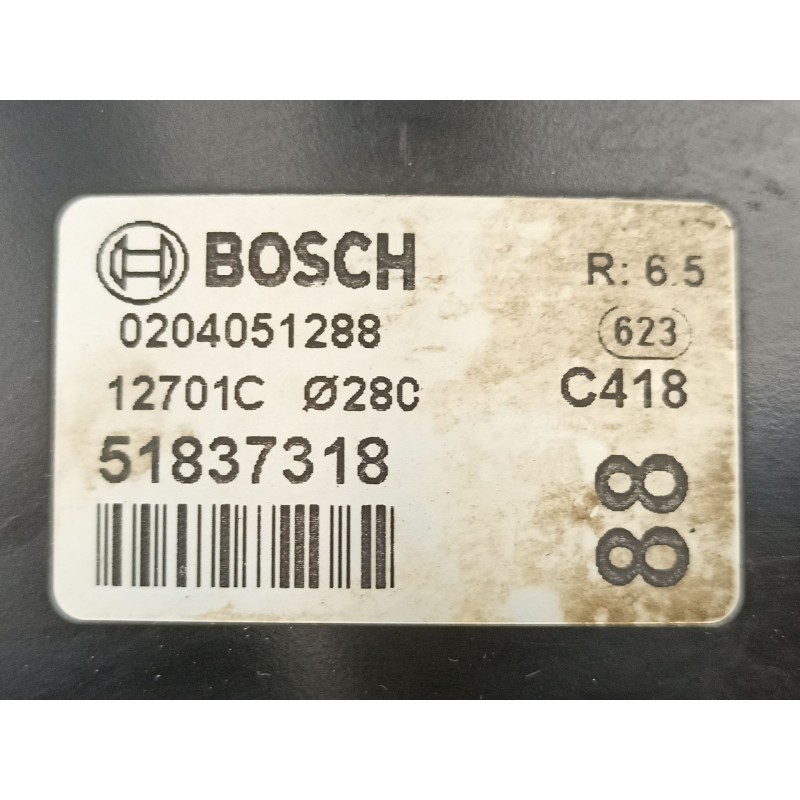 BOSCH
R: 6.5
0204051288
623
12701C Ø28C
C418
51837318
88